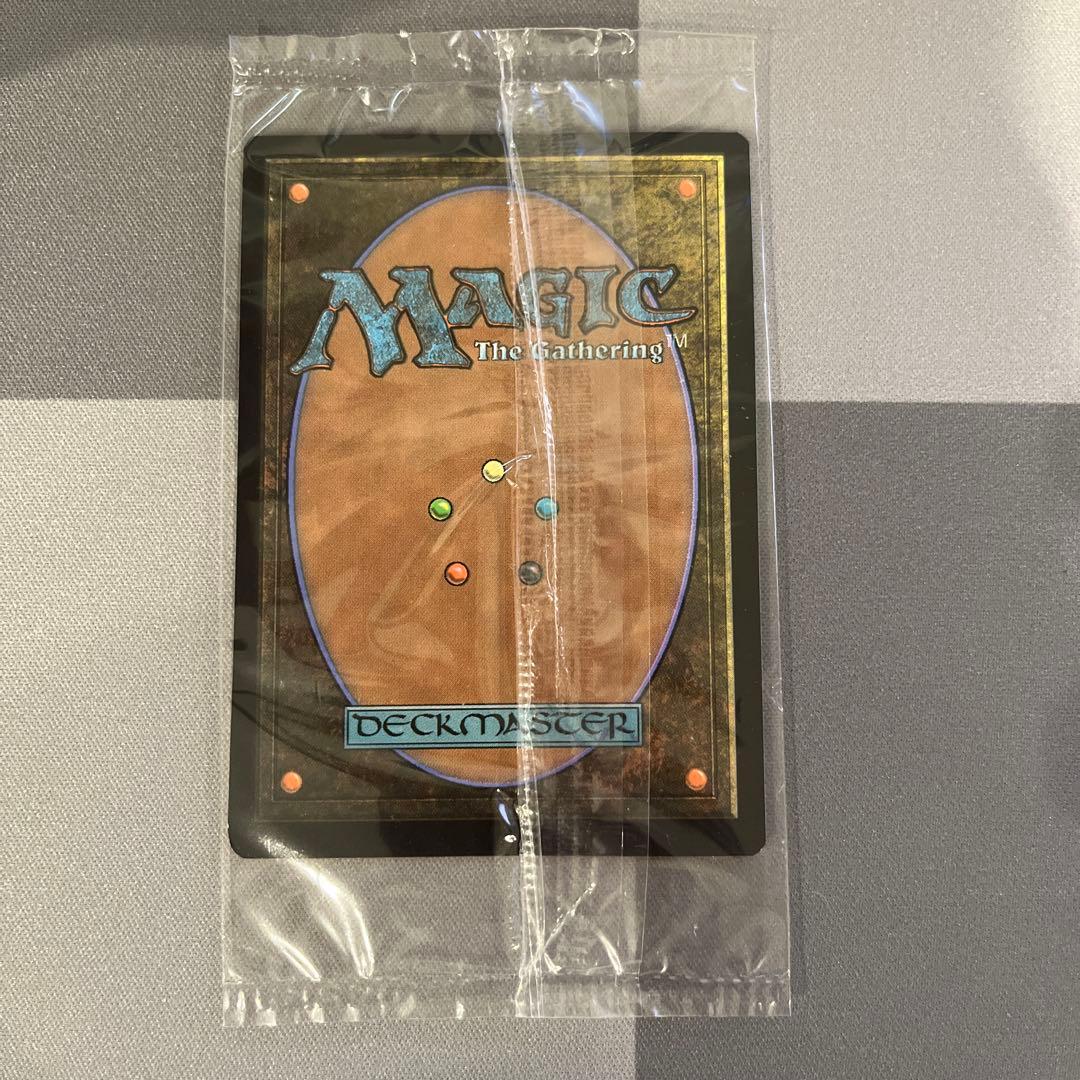 MAGIC
The Gathering™
DECKMASTER